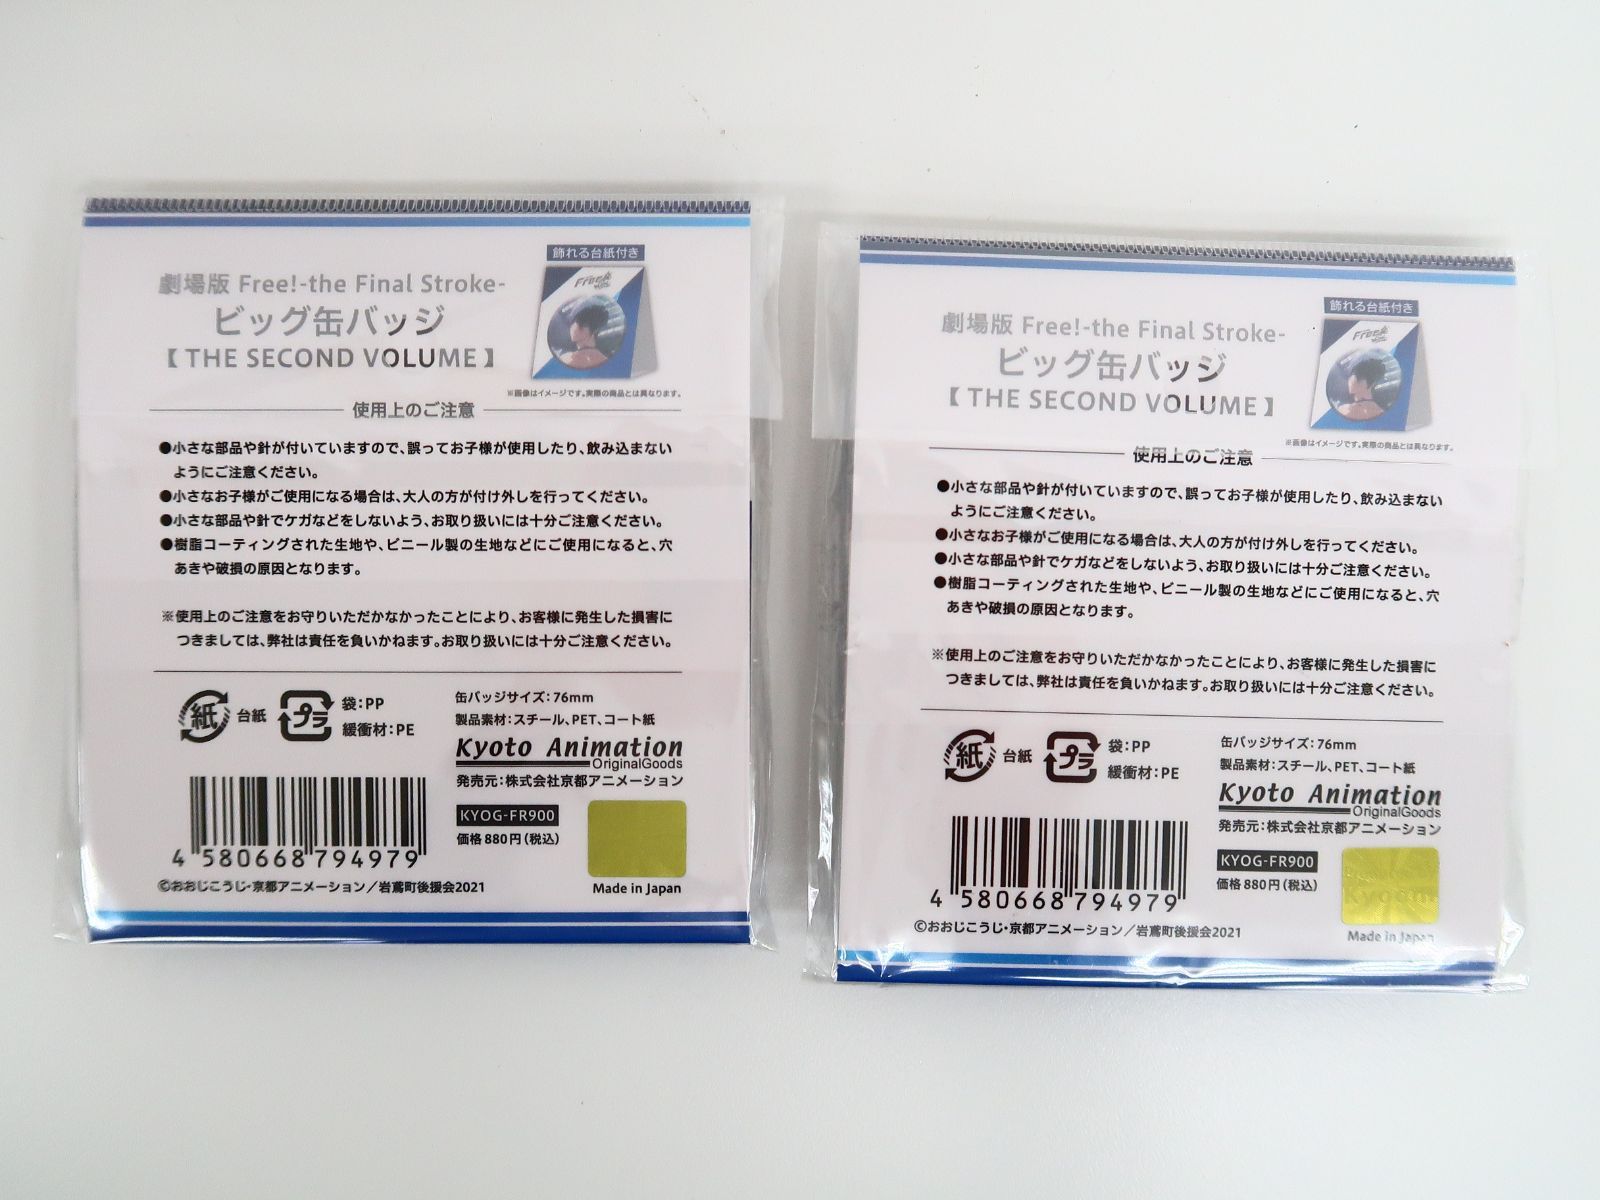 飾れる台紙付き
劇場版 Free!-the Final Stroke-
ビッグ缶バッジ
【 THE SECOND VOLUME 】
Free!
※画像はイメージです。実際の商品とは異なります。
使用上のご注意
●小さな部品や針が付いていますので、誤ってお子様が使用したり、飲み込まない
ようにご注意ください。
●小さなお子様がご使用になる場合は、大人の方が付け外しを行ってください。
●小さな部品や針でケガなどをしないよう、お取り扱いには十分ご注意ください。
●樹脂コーティングされた生地や、ビニール製の生地などにご使用になると、穴
あきや破損の原因となります。
※使用上のご注意をお守りいただかなかったことにより、お客様に発生した損害に
つきましては、弊社は責任を負いかねます。お取り扱いには十分ご注意ください。
紙 台紙
プラ 袋：PP
緩衝材：PE
缶バッジサイズ：76mm
製品素材：スチール、PET、コート紙
Kyoto Animation
OriginalGoods
発売元：株式会社京都アニメーション
KYOG-FR900
価格880円（税込）
4 580668 794979
Made in Japan
©おおじこうじ・京都アニメーション／岩鳶町後援会2021
飾れる台紙付き
劇場版 Free!-the Final Stroke-
ビッグ缶バッジ
【 THE SECOND VOLUME 】
Free!
※画像はイメージです。実際の商品とは異なります。
使用上のご注意
●小さな部品や針が付いていますので、誤ってお子様が使用したり、飲み込まない
ようにご注意ください。
●小さなお子様がご使用になる場合は、大人の方が付け外しを行ってください。
●小さな部品や針でケガなどをしないよう、お取り扱いには十分ご注意ください。
●樹脂コーティングされた生地や、ビニール製の生地などにご使用になると、穴
あきや破損の原因となります。
※使用上のご注意をお守りいただかなかったことにより、お客様に発生した損害に
つきましては、弊社は責任を負いかねます。お取り扱いには十分ご注意ください。
紙 台紙
プラ 袋：PP
緩衝材：PE
缶バッジサイズ：76mm
製品素材：スチール、PET、コート紙
Kyoto Animation
OriginalGoods
発売元：株式会社京都アニメーション
KYOG-FR900
価格880円（税込）
4 580668 794979
Made in Japan
©おおじこうじ・京都アニメーション／岩鳶町後援会2021